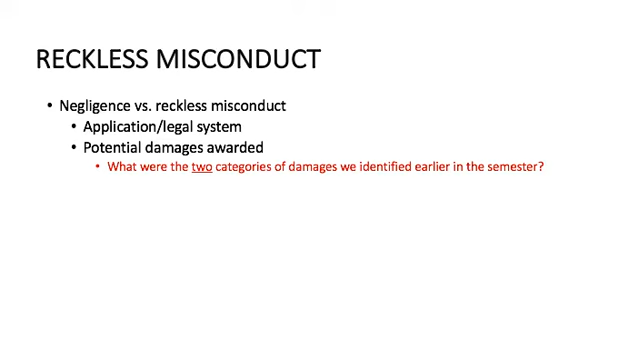 RECKLESS MISCONDUCT
• Negligence vs. reckless misconduct
• Application/legal system
• Potential damages awarded
• What were the two categories of damages we identified earlier in the semester?